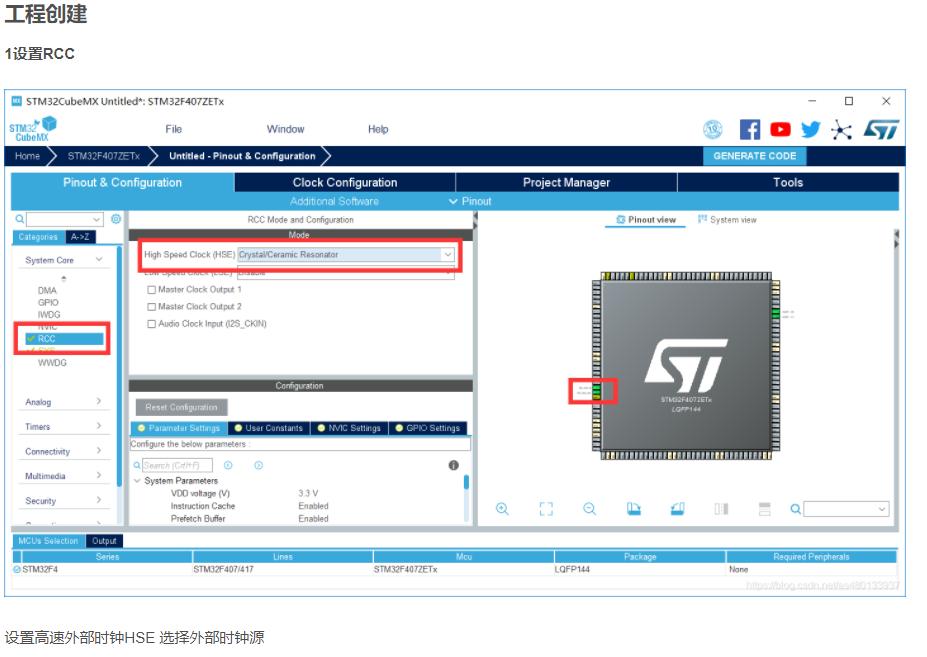 工程创建
1设置RCC
STM32CubeMX Untitled*: STM32F407ZETx
STM32
CubeMX
File Window Help
Home STM32F407ZETx Untitled - Pinout & Configuration GENERATE CODE
Pinout & Configuration Clock Configuration Project Manager Tools
Additional Software Pinout
RCC Mode and Configuration
Pinout view System view
Categories A->Z
Mode
System Core
High Speed Clock (HSE) Crystal/Ceramic Resonator
Low Speed Clock (LSE) Disable
Master Clock Output 1
Master Clock Output 2
Audio Clock Input (I2S_CKIN)
DMA
GPIO
IWDG
NVIC
RCC
SYS
WWDG
Analog
Timers
Connectivity
Multimedia
Security
Configuration
Reset Configuration
Parameter Settings User Constants NVIC Settings GPIO Settings
Configure the below parameters :
Search (Crtl+F)
System Parameters
VDD voltage (V) 3.3 V
Instruction Cache Enabled
Prefetch Buffer Enabled
STM32F407ZETx
LQFP144
MCUs Selection Output
Series Lines Mcu Package Required Peripherals
STM32F4 STM32F407/417 STM32F407ZETx LQFP144 None
https://blog.csdn.net/as480133937
设置高速外部时钟HSE 选择外部时钟源